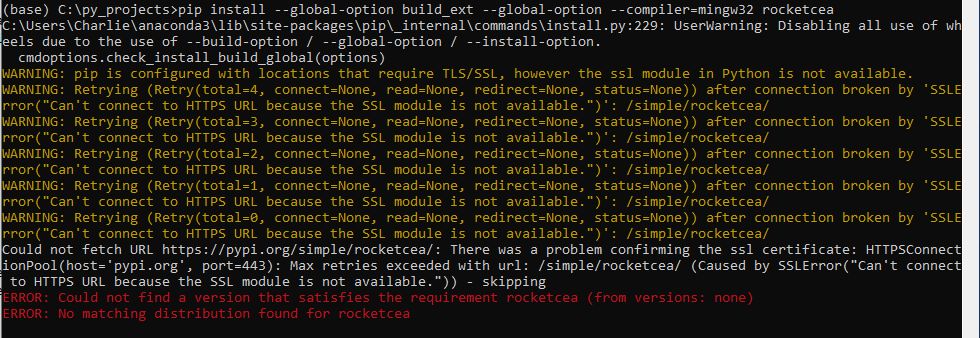 (base) C:\py_projects>pip install --global-option build_ext --global-option --compiler=mingw32 rocketcea
C:\Users\Charlie\anaconda3\lib\site-packages\pip\_internal\commands\install.py:229: UserWarning: Disabling all use of wh
eels due to the use of --build-option / --global-option / --install-option.
  cmdoptions.check_install_build_global(options)
WARNING: pip is configured with locations that require TLS/SSL, however the ssl module in Python is not available.
WARNING: Retrying (Retry(total=4, connect=None, read=None, redirect=None, status=None)) after connection broken by 'SSLE
rror("Can't connect to HTTPS URL because the SSL module is not available.")': /simple/rocketcea/
WARNING: Retrying (Retry(total=3, connect=None, read=None, redirect=None, status=None)) after connection broken by 'SSLE
rror("Can't connect to HTTPS URL because the SSL module is not available.")': /simple/rocketcea/
WARNING: Retrying (Retry(total=2, connect=None, read=None, redirect=None, status=None)) after connection broken by 'SSLE
rror("Can't connect to HTTPS URL because the SSL module is not available.")': /simple/rocketcea/
WARNING: Retrying (Retry(total=1, connect=None, read=None, redirect=None, status=None)) after connection broken by 'SSLE
rror("Can't connect to HTTPS URL because the SSL module is not available.")': /simple/rocketcea/
WARNING: Retrying (Retry(total=0, connect=None, read=None, redirect=None, status=None)) after connection broken by 'SSLE
rror("Can't connect to HTTPS URL because the SSL module is not available.")': /simple/rocketcea/
Could not fetch URL https://pypi.org/simple/rocketcea/: There was a problem confirming the ssl certificate: HTTPSConnect
ionPool(host='pypi.org', port=443): Max retries exceeded with url: /simple/rocketcea/ (Caused by SSLError("Can't connect
 to HTTPS URL because the SSL module is not available.")) - skipping
ERROR: Could not find a version that satisfies the requirement rocketcea (from versions: none)
ERROR: No matching distribution found for rocketcea